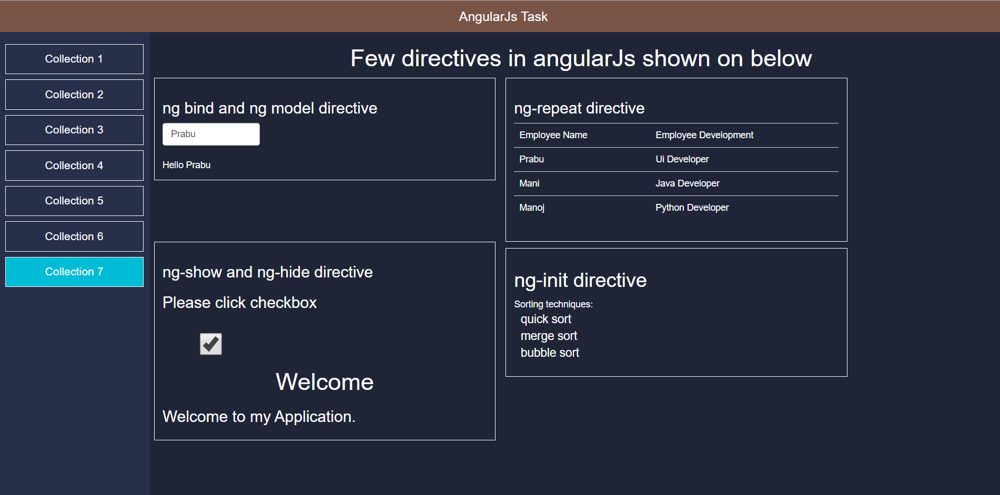 AngularJs Task
Collection 1
Collection 2
Collection 3
Collection 4
Collection 5
Collection 6
Collection 7
Few directives in angularJs shown on below
ng bind and ng model directive
Prabu
Hello Prabu
ng-repeat directive
Employee Name Employee Development
Prabu Ui Developer
Mani Java Developer
Manoj Python Developer
ng-show and ng-hide directive
Please click checkbox
Welcome
Welcome to my Application.
ng-init directive
Sorting techniques:
quick sort
merge sort
bubble sort